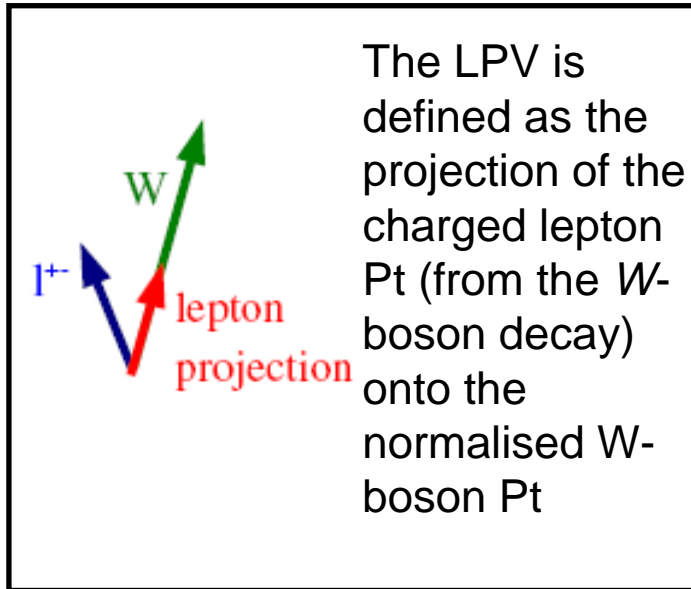 W
l+-
lepton
projection
The LPV is
defined as the
projection of the
charged lepton
Pt (from the W-
boson decay)
onto the
normalised W-
boson Pt